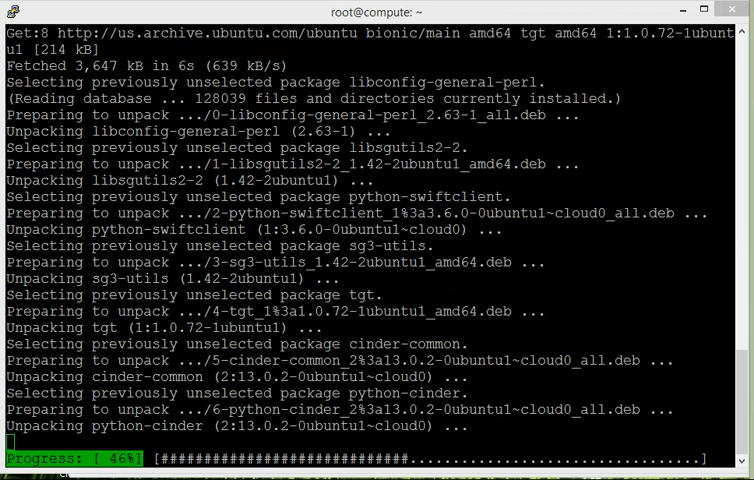 root@compute: ~
Get:8 http://us.archive.ubuntu.com/ubuntu bionic/main amd64 tgt amd64 1:1.0.72-1ubunt
u1 [214 kB]
Fetched 3,647 kB in 6s (639 kB/s)
Selecting previously unselected package libconfig-general-perl.
(Reading database ... 128039 files and directories currently installed.)
Preparing to unpack .../0-libconfig-general-perl_2.63-1_all.deb ...
Unpacking libconfig-general-perl (2.63-1) ...
Selecting previously unselected package libsgutils2-2.
Preparing to unpack .../1-libsgutils2-2_1.42-2ubuntu1_amd64.deb ...
Unpacking libsgutils2-2 (1.42-2ubuntu1) ...
Selecting previously unselected package python-swiftclient.
Preparing to unpack .../2-python-swiftclient_1%3a3.6.0-0ubuntu1~cloud0_all.deb ...
Unpacking python-swiftclient (1:3.6.0-0ubuntu1~cloud0) ...
Selecting previously unselected package sg3-utils.
Preparing to unpack .../3-sg3-utils_1.42-2ubuntu1_amd64.deb ...
Unpacking sg3-utils (1.42-2ubuntu1) ...
Selecting previously unselected package tgt.
Preparing to unpack .../4-tgt_1%3a1.0.72-1ubuntu1_amd64.deb ...
Unpacking tgt (1:1.0.72-1ubuntu1) ...
Selecting previously unselected package cinder-common.
Preparing to unpack .../5-cinder-common_2%3a13.0.2-0ubuntu1~cloud0_all.deb ...
Unpacking cinder-common (2:13.0.2-0ubuntu1~cloud0) ...
Selecting previously unselected package python-cinder.
Preparing to unpack .../6-python-cinder_2%3a13.0.2-0ubuntu1~cloud0_all.deb ...
Unpacking python-cinder (2:13.0.2-0ubuntu1~cloud0) ...
Progress: [ 46%] [#############################..................................]